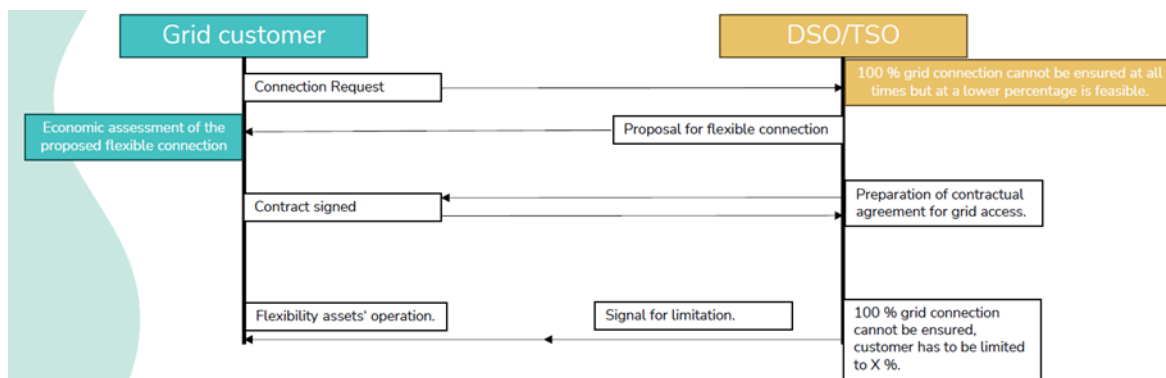 Grid customer
DSO/TSO
Connection Request
100 % grid connection cannot be ensured at all
times but at a lower percentage is feasible.
Economic assessment of the
proposed flexible connection
Proposal for flexible connection
Contract signed
Preparation of contractual
agreement for grid access.
Flexibility assets' operation.
Signal for limitation.
100 % grid connection
cannot be ensured,
customer has to be limited
to X %.